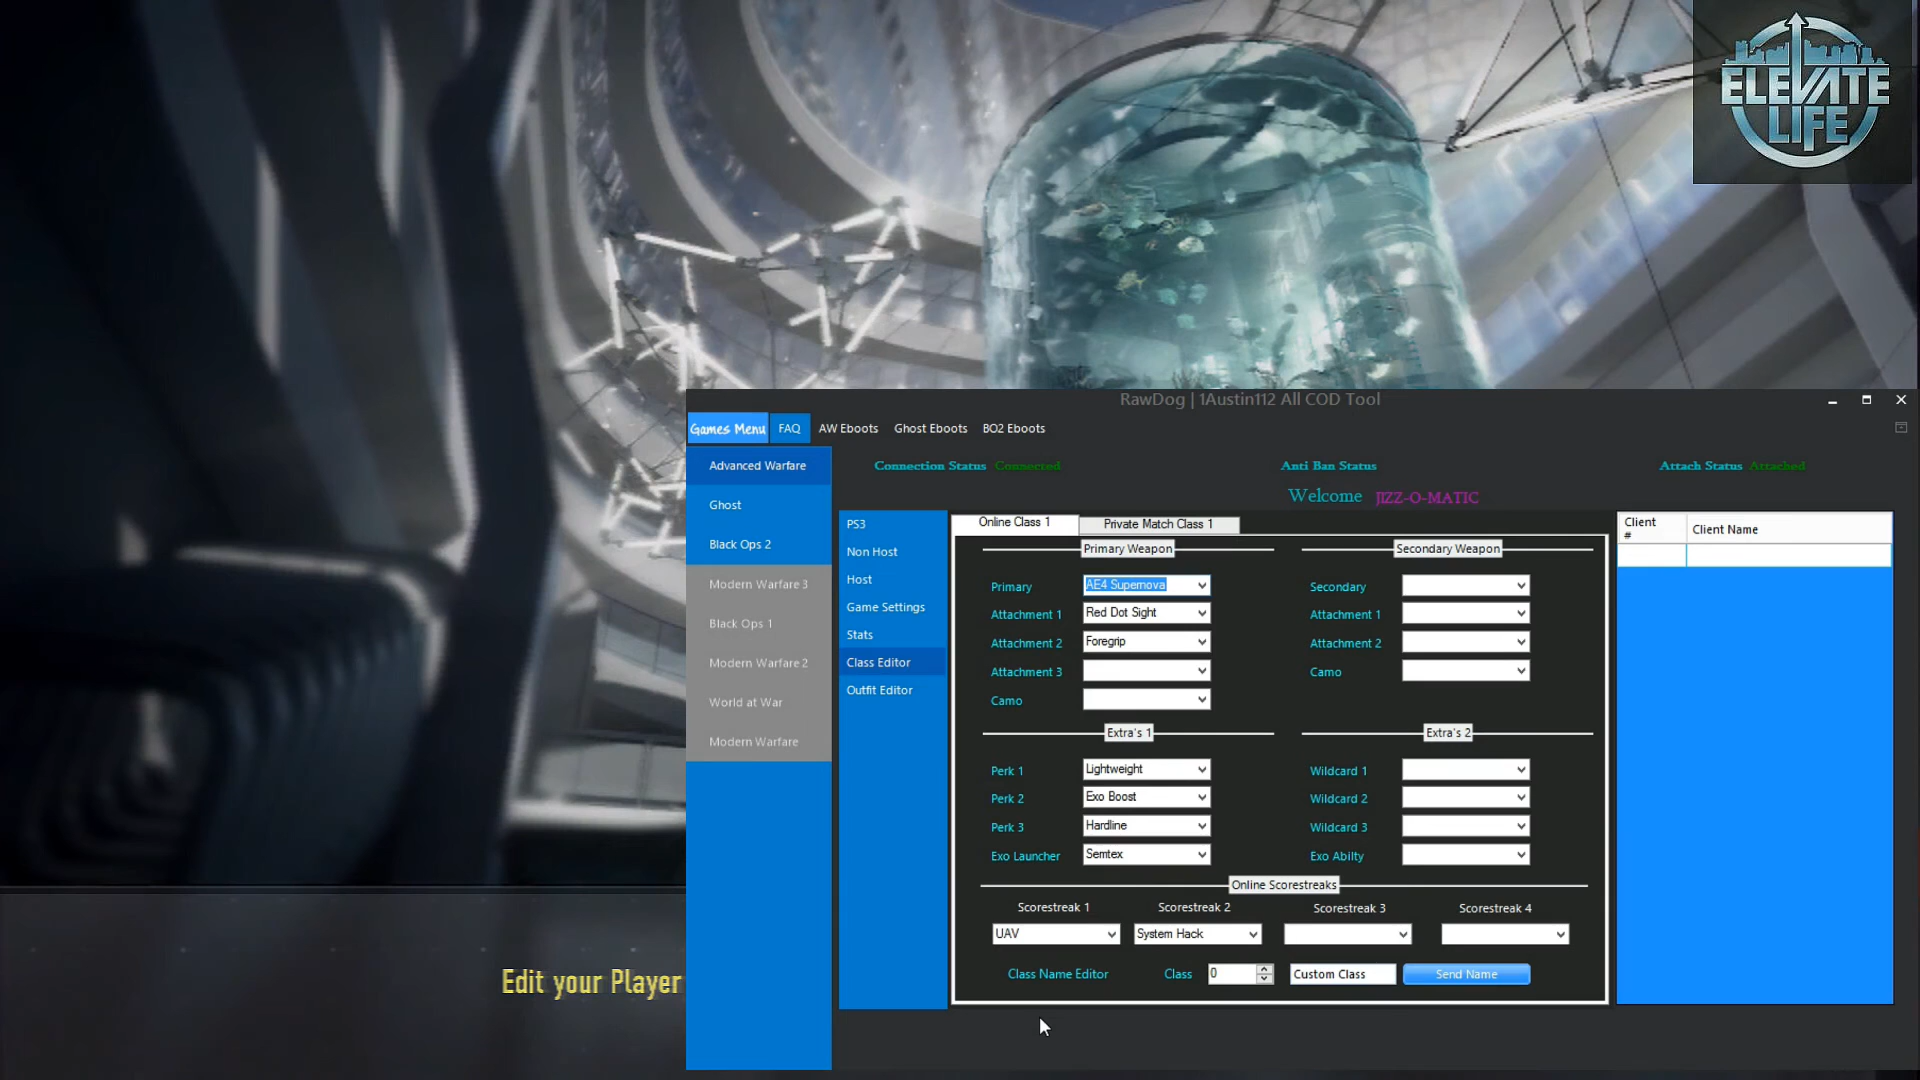 ELEVATE
LIFE
RawDog | 1Austin112 All COD Tool
Games Menu FAQ AW Eboots Ghost Eboots BO2 Eboots
Connection Status Connected Anti Ban Status Attach Status Attached
Welcome JIZZ-O-MATIC
Advanced Warfare
Ghost
Black Ops 2
Modern Warfare 3
Black Ops 1
Modern Warfare 2
World at War
Modern Warfare
PS3
Non Host
Host
Game Settings
Stats
Class Editor
Outfit Editor
Online Class 1 Private Match Class 1
Primary Weapon
Primary AE4 Supernova
Attachment 1 Red Dot Sight
Attachment 2 Foregrip
Attachment 3
Camo
Secondary Weapon
Secondary
Attachment 1
Attachment 2
Camo
Extra's 1
Perk 1 Lightweight
Perk 2 Exo Boost
Perk 3 Hardline
Exo Launcher Semtex
Extra's 2
Wildcard 1
Wildcard 2
Wildcard 3
Exo Abilty
Online Scorestreaks
Scorestreak 1 Scorestreak 2 Scorestreak 3 Scorestreak 4
UAV System Hack
Class Name Editor Class 0 Custom Class Send Name
Client
#
Client Name
Edit your Player